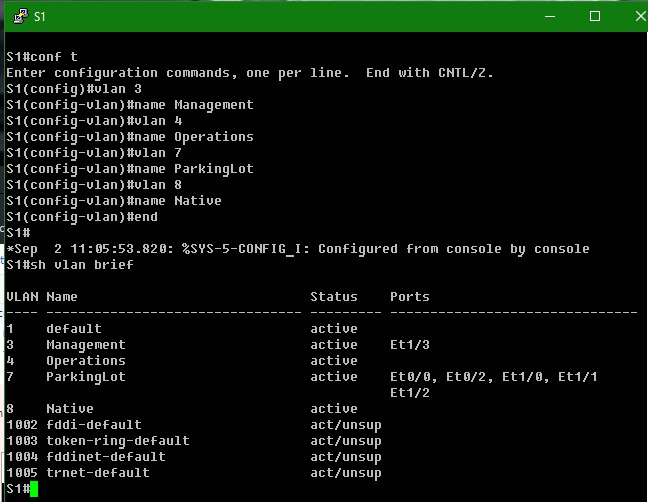 S1
S1#conf t
Enter configuration commands, one per line.  End with CNTL/Z.
S1(config)#vlan 3
S1(config-vlan)#name Management
S1(config-vlan)#vlan 4
S1(config-vlan)#name Operations
S1(config-vlan)#vlan 7
S1(config-vlan)#name ParkingLot
S1(config-vlan)#vlan 8
S1(config-vlan)#name Native
S1(config-vlan)#end
S1#
*Sep  2 11:05:53.820: %SYS-5-CONFIG_I: Configured from console by console
S1#sh vlan brief
VLAN Name                             Status    Ports
---- -------------------------------- --------- -------------------------------
1    default                          active
3    Management                       active    Et1/3
4    Operations                       active
7    ParkingLot                       active    Et0/0, Et0/2, Et1/0, Et1/1
                                                Et1/2
8    Native                           active
1002 fddi-default                     act/unsup
1003 token-ring-default               act/unsup
1004 fddinet-default                  act/unsup
1005 trnet-default                    act/unsup
S1#